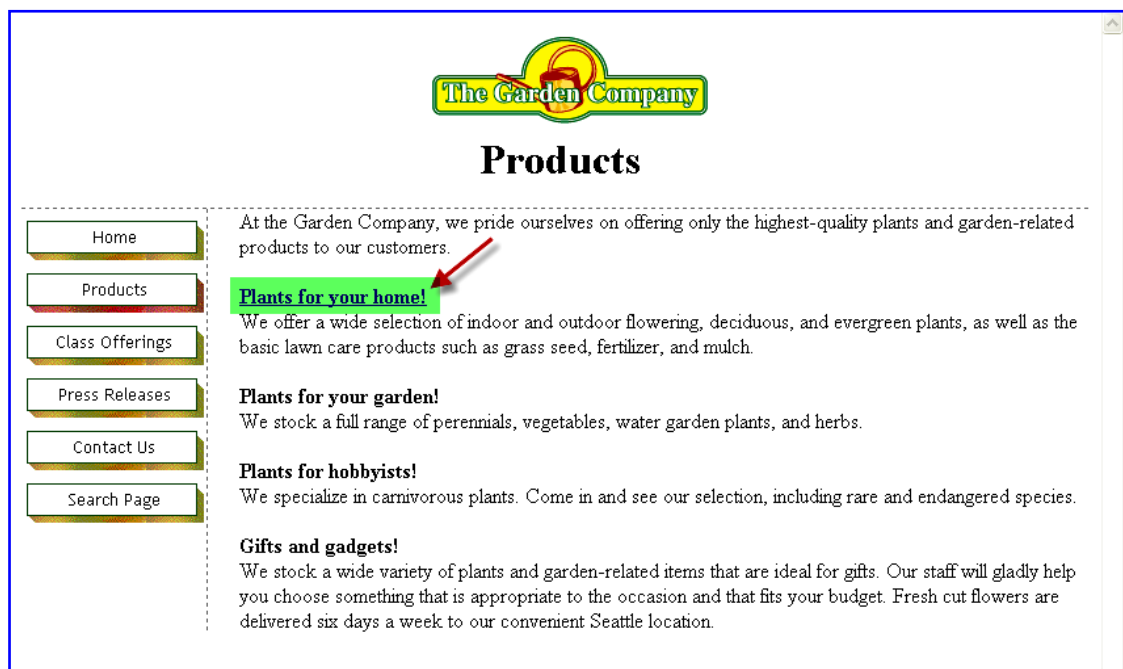 The Garden Company
Products
Home
Products
Class Offerings
Press Releases
Contact Us
Search Page
At the Garden Company, we pride ourselves on offering only the highest-quality plants and garden-related
products to our customers.
Plants for your home!
We offer a wide selection of indoor and outdoor flowering, deciduous, and evergreen plants, as well as the
basic lawn care products such as grass seed, fertilizer, and mulch.
Plants for your garden!
We stock a full range of perennials, vegetables, water garden plants, and herbs.
Plants for hobbyists!
We specialize in carnivorous plants. Come in and see our selection, including rare and endangered species.
Gifts and gadgets!
We stock a wide variety of plants and garden-related items that are ideal for gifts. Our staff will gladly help
you choose something that is appropriate to the occasion and that fits your budget. Fresh cut flowers are
delivered six days a week to our convenient Seattle location.